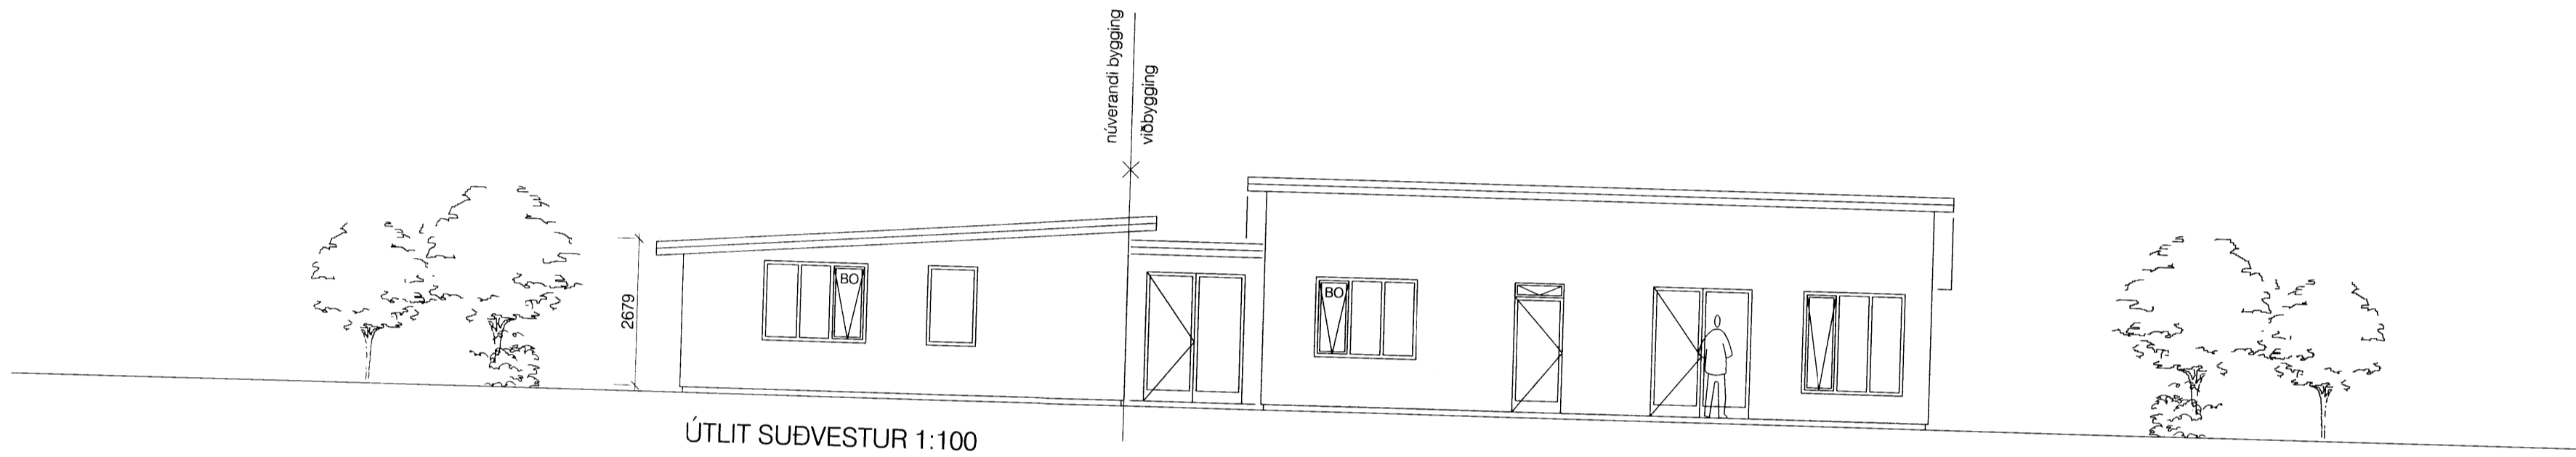 núverandi bygging
viðbygging
BO
BO
2679
ÚTLIT SUÐVESTUR 1:100